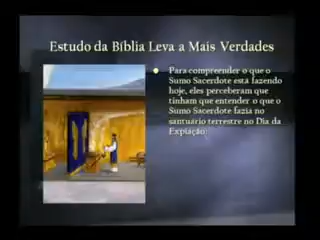 Estudo da Bíblia Leva a Mais Verdades
Para compreender o que o
Sumo Sacerdote está fazendo
hoje, eles perceberam que
tinham que entender o que o
Sumo Sacerdote fazia no
santuário terrestre no Dia da
Expiação.